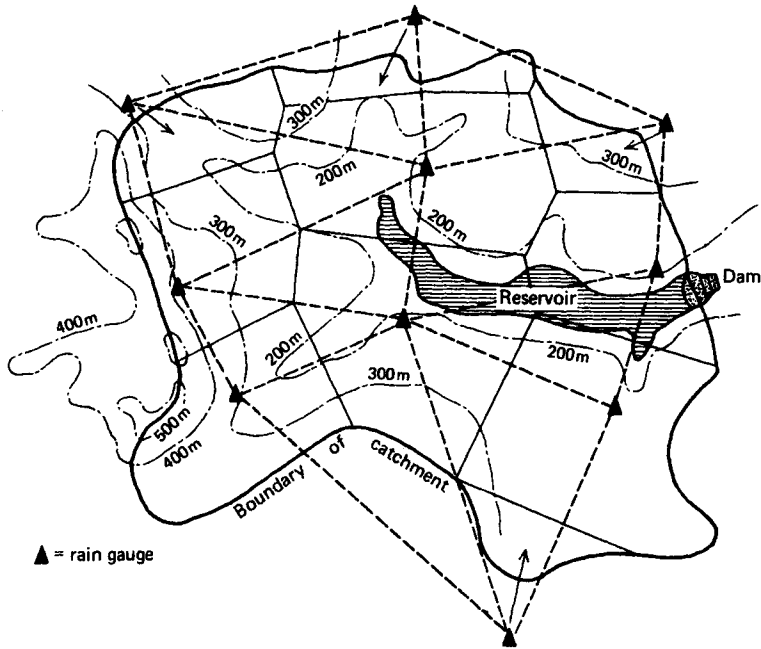 300m
200m
300m
300m
200m
Reservoir
Dam
400m
200m
200m
300m
500m
400m
Boundary of catchment
▲ = rain gauge